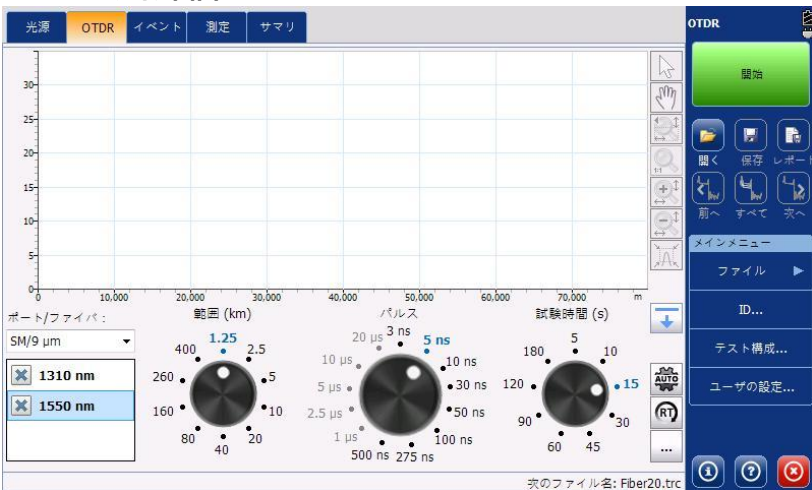 光源 OTDR イベント 測定 サマリ
OTDR
開始
開く 保存 レポート
前へ すべて 次へ
メインメニュー
ファイル
ID...
テスト構成...
ユーザの設定...
30
25
20
15
10
5
0
0 10,000 20,000 30,000 40,000 50,000 60,000 70,000 m
1:1
ポート/ファイバ:
SM/9 µm
1310 nm
1550 nm
範囲 (km)
1.25
2.5
5
10
20
40
80
160
260
400
パルス
3 ns
5 ns
10 ns
30 ns
50 ns
100 ns
275 ns
500 ns
1 µs
2.5 µs
5 µs
10 µs
20 µs
試験時間 (s)
5
10
15
30
45
60
90
120
180
AUTO
RT
...
次のファイル名: Fiber20.trc